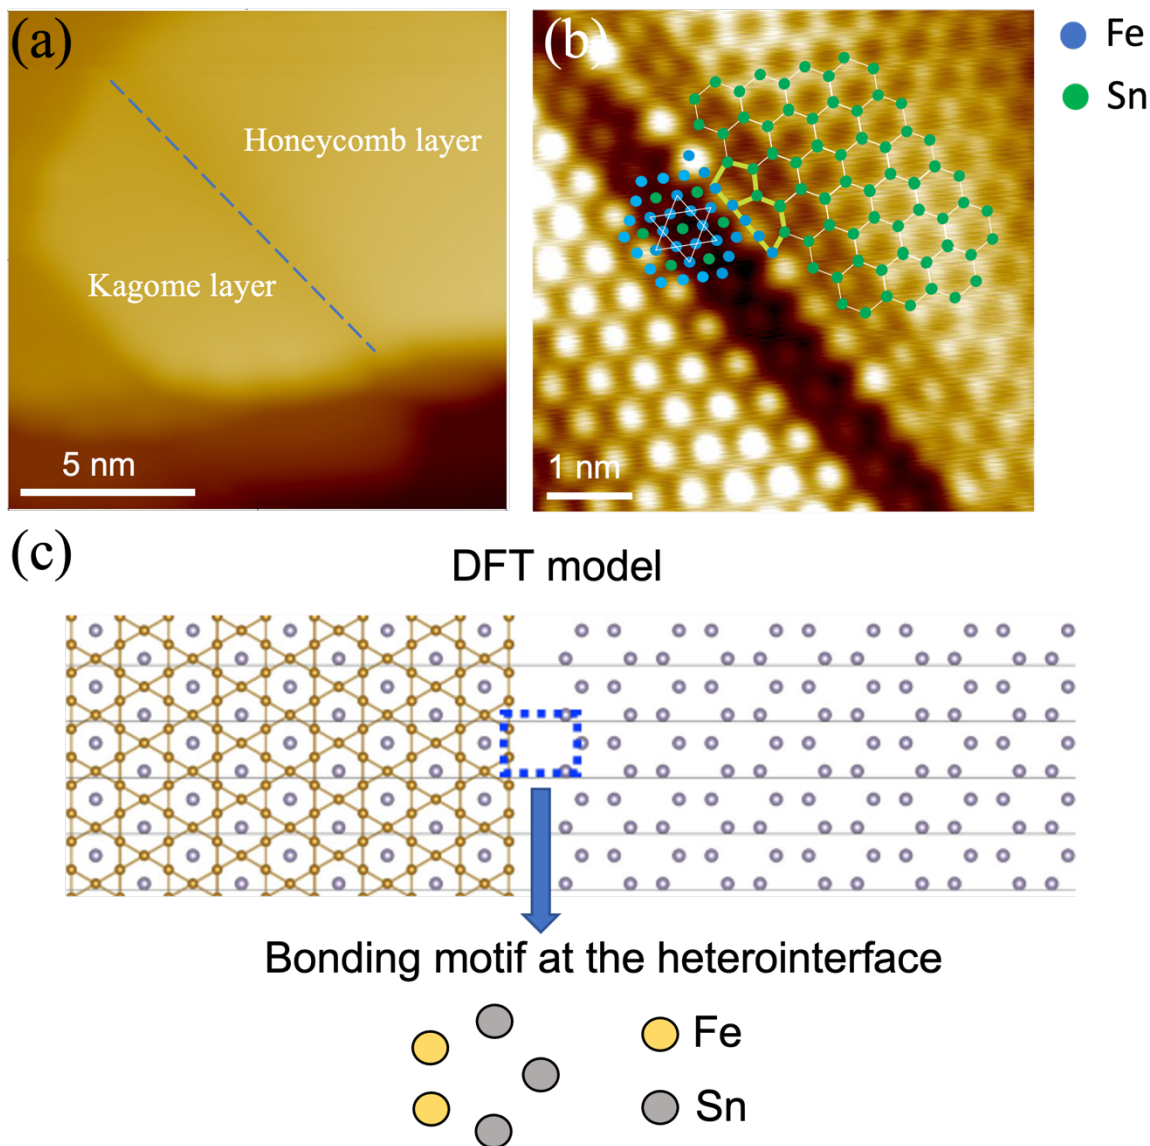 (a)
Honeycomb layer
Kagome layer
5 nm
(b)
Fe
Sn
1 nm
(c)
DFT model
Bonding motif at the heterointerface
Fe
Sn